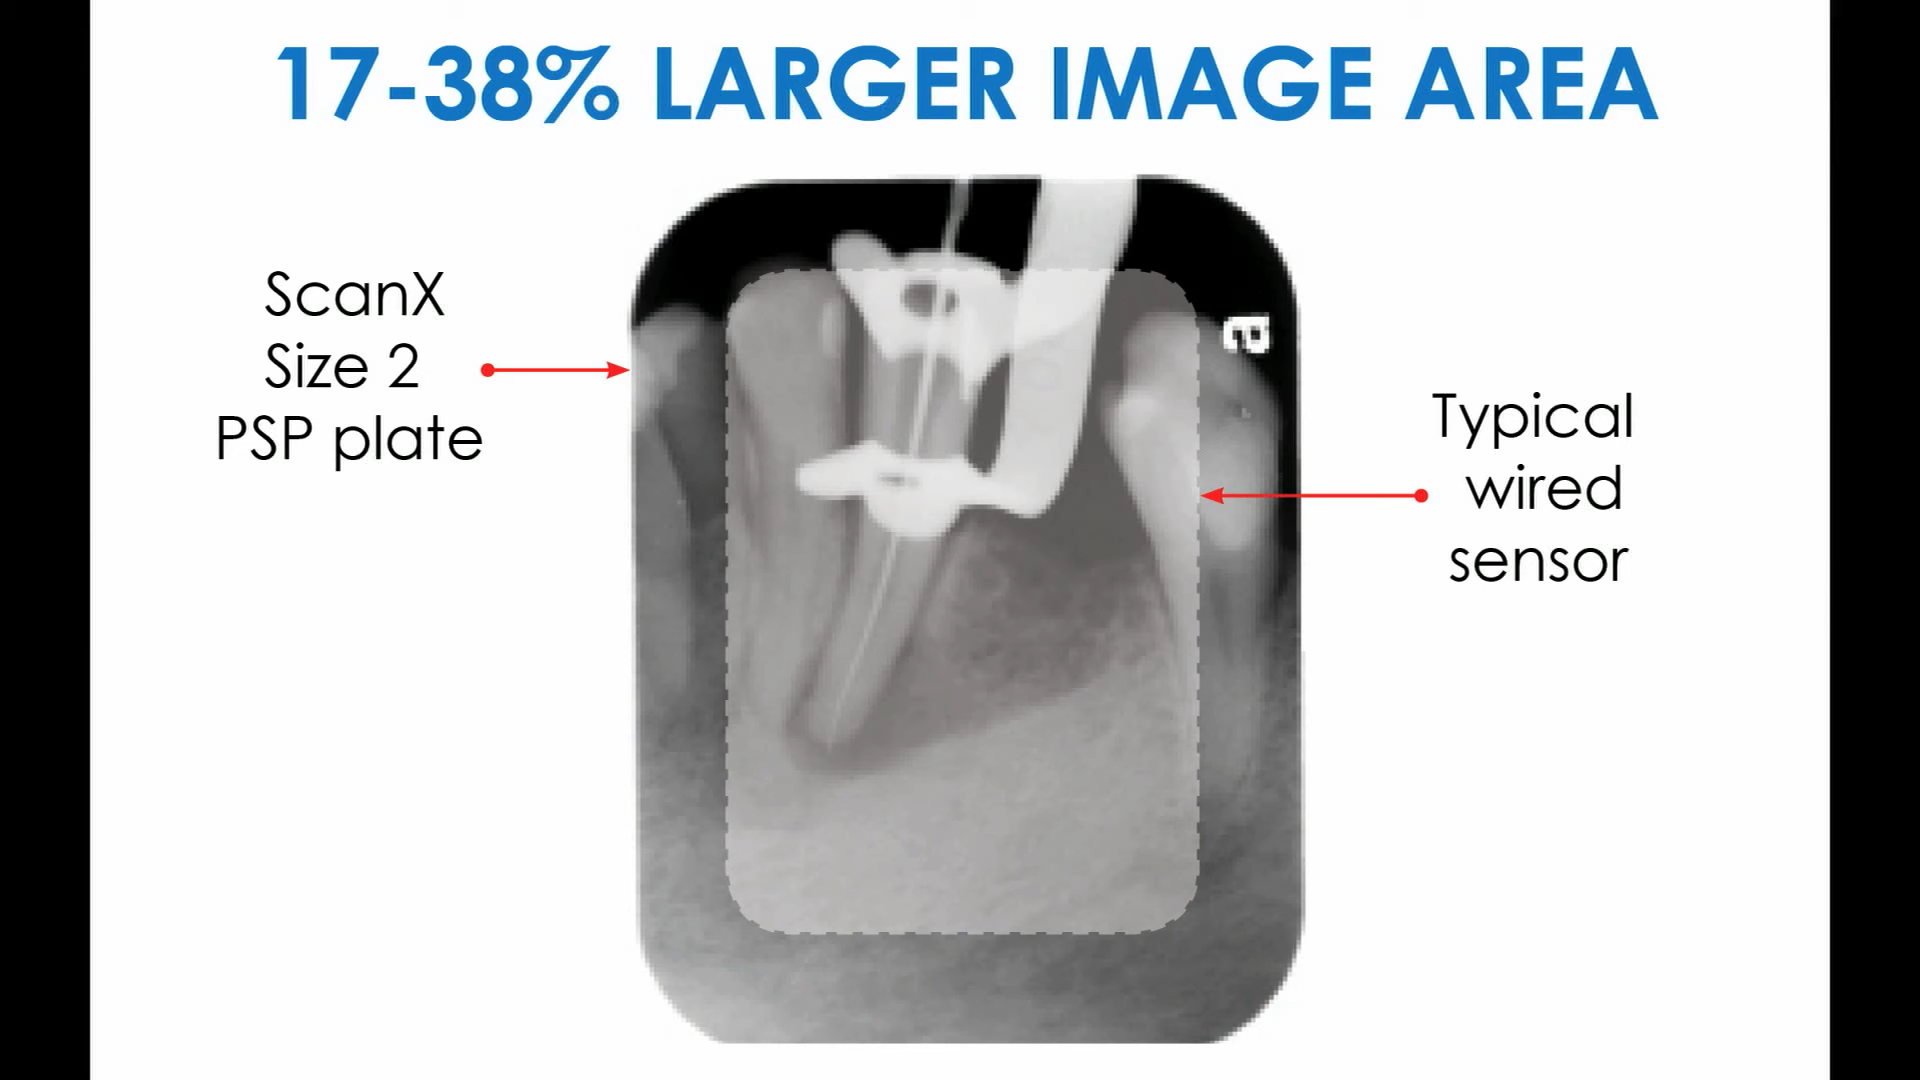 17-38% LARGER IMAGE AREA
ScanX
Size 2
PSP plate
Typical
wired
sensor